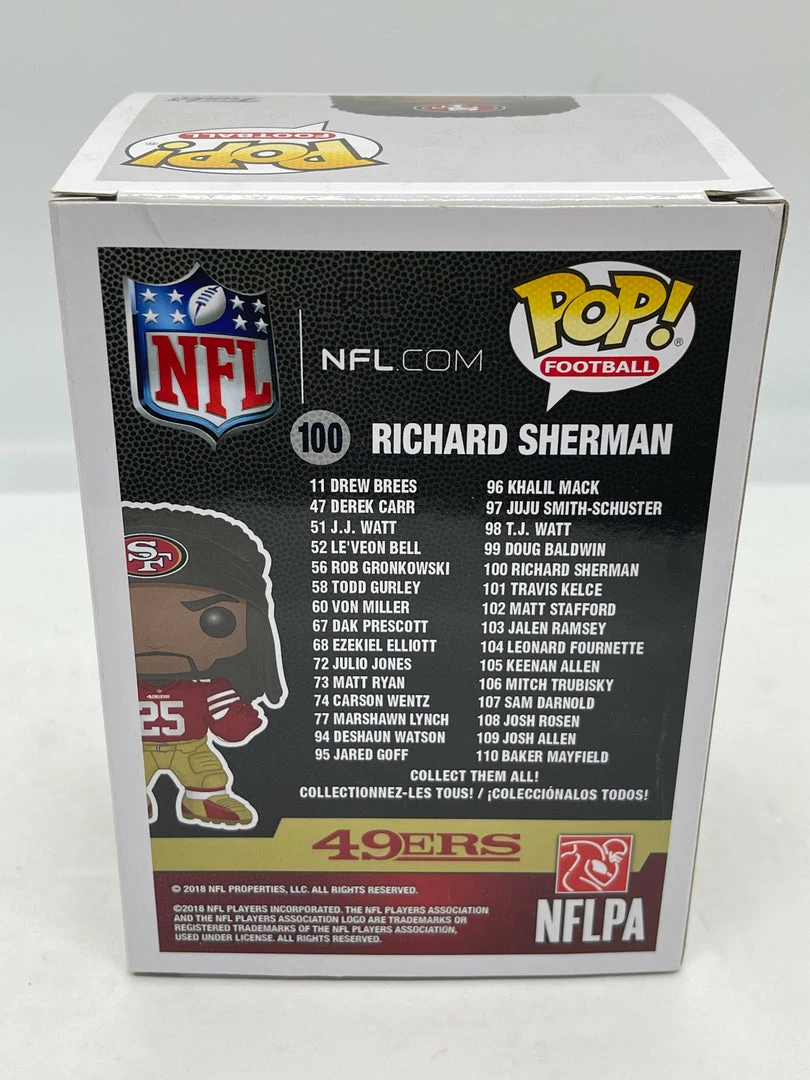 Funko
POP!
FOOTBALL
NFL
NFL.COM
POP!®
FOOTBALL
100 RICHARD SHERMAN
11 DREW BREES
47 DEREK CARR
51 J.J. WATT
52 LE'VEON BELL
56 ROB GRONKOWSKI
58 TODD GURLEY
60 VON MILLER
67 DAK PRESCOTT
68 EZEKIEL ELLIOTT
72 JULIO JONES
73 MATT RYAN
74 CARSON WENTZ
77 MARSHAWN LYNCH
94 DESHAUN WATSON
95 JARED GOFF
96 KHALIL MACK
97 JUJU SMITH-SCHUSTER
98 T.J. WATT
99 DOUG BALDWIN
100 RICHARD SHERMAN
101 TRAVIS KELCE
102 MATT STAFFORD
103 JALEN RAMSEY
104 LEONARD FOURNETTE
105 KEENAN ALLEN
106 MITCH TRUBISKY
107 SAM DARNOLD
108 JOSH ROSEN
109 JOSH ALLEN
110 BAKER MAYFIELD
COLLECT THEM ALL!
COLLECTIONNEZ-LES TOUS! / ¡COLECCIÓNALOS TODOS!
SF
49ERS
25
49ERS
© 2018 NFL PROPERTIES, LLC. ALL RIGHTS RESERVED.
©2018 NFL PLAYERS INCORPORATED. THE NFL PLAYERS ASSOCIATION
AND THE NFL PLAYERS ASSOCIATION LOGO ARE TRADEMARKS OR
REGISTERED TRADEMARKS OF THE NFL PLAYERS ASSOCIATION,
USED UNDER LICENSE. ALL RIGHTS RESERVED.
NFLPA